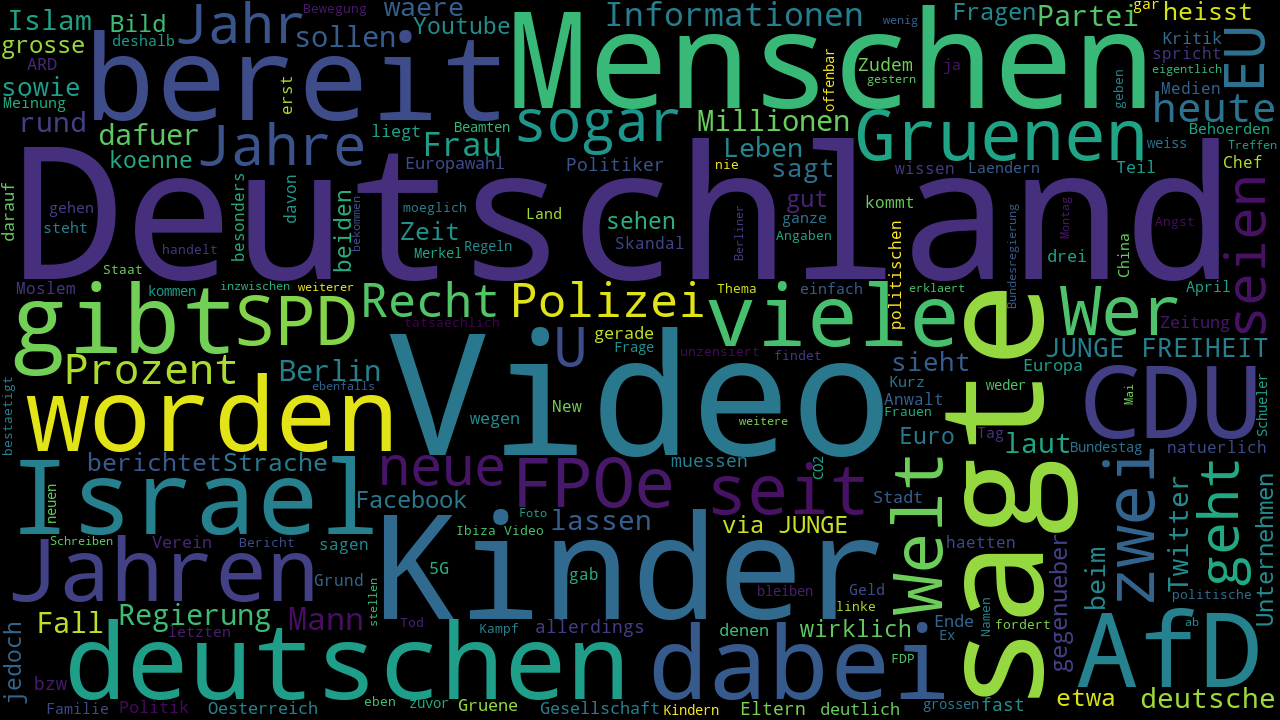 Islam
Bild
Jahr
Bewegung
waere
Youtube
Informationen
wenig
Fragen
Partei
gar
heisst
grosse
deshalb
sollen
bereit
Menschen
offenbar
Zudem
ja
Kritik
EU
ARD
gestern
spricht
eigentlich
sowie
erst
geben
Medien
Meinung
heute
rund
dafuer
Jahre
liegt
Frau
Beamten
sogar
Millionen
Gruenen
Behoerden
koenne
Europawahl
Politiker
Leben
sagt
wissen
Laendern
Teil
weiss
Treffen
Chef
nie
darauf
gehen
steht
besonders
davon
beiden
bekommen
Deutschland
moeglich
Zeit
Regeln
Merkel
Land
sehen
Skandal
Berliner
gut
ganze
Angaben
kommt
politischen
Bundesregierung
Montag
drei
China
Angst
seien
handelt
Staat
Moslem
kommen
inzwischen
weiterer
Recht
Polizei
Thema
einfach
erklaert
April
gibt
SPD
viele
Wer
Zeitung
tatsaechlich
U
gerade
Frage
unzensiert
findet
sieht
JUNGE FREIHEIT
Prozent
Berlin
ebenfalls
Video
Europa
Kurz
weder
Anwalt
Frauen
bestaetigt
worden
wegen
New
weitere
sagte
CDU
Mai
Schueler
Euro
Tag
laut
Bundestag
natuerlich
berichtet
Strache
neue
muessen
CO2
Israel
neuen
Facebook
FPOe
seit
Welt
Stadt
zwei
Twitter
geht
Unternehmen
Foto
Ibiza Video
lassen
via JUNGE
Schreiben
Verein
Bericht
sagen
haetten
Jahren
Grund
5G
Kinder
gab
bleiben
Geld
linke
gegenueber
beim
politische
stellen
Fall
Regierung
letzten
Mann
Tod
Kampf
allerdings
denen
wirklich
Ende
Ex
Namen
fordert
ab
jedoch
deutschen
dabei
FDP
AfD
bzw
Familie
Politik
Oesterreich
eben
zuvor
Gruene
Gesellschaft
Kindern
Eltern
deutlich
grossen
fast
etwa
deutsche